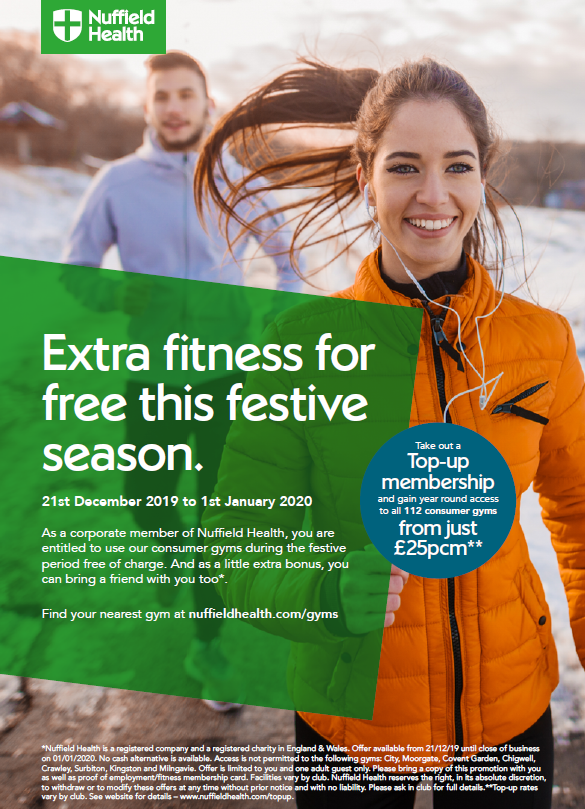 Nuffield
Health
Extra fitness for
free this festive
season.
21st December 2019 to 1st January 2020
As a corporate member of Nuffield Health, you are
entitled to use our consumer gyms during the festive
period free of charge. And as a little extra bonus, you
can bring a friend with you too*.
Find your nearest gym at nuffieldhealth.com/gyms
Take out a
Top-up
membership
and gain year round access
to all 112 consumer gyms
from just
£25pcm**
*Nuffield Health is a registered company and a registered charity in England & Wales. Offer available from 21/12/19 until close of business
on 01/01/2020. No cash alternative is available. Access is not permitted to the following gyms: City, Moorgate, Covent Garden, Chigwell,
Crawley, Surbiton, Kingston and Milngavie. Offer is limited to you and one adult guest only. Please bring a copy of this promotion with you
as well as proof of employment/fitness membership card. Facilities vary by club. Nuffield Health reserves the right, in its absolute discretion,
to withdraw or to modify these offers at any time without prior notice and with no liability. Please ask in club for full details.**Top-up rates
vary by club. See website for details – www.nuffieldhealth.com/topup.